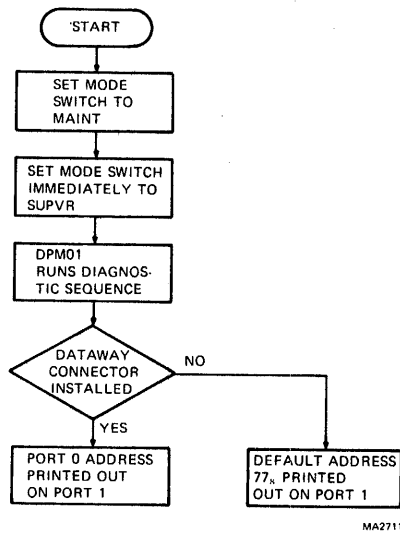 START
SET MODE
SWITCH TO
MAINT
SET MODE SWITCH
IMMEDIATELY TO
SUPVR
DPM01
RUNS DIAGNOS-
TIC SEQUENCE
DATAWAY
CONNECTOR
INSTALLED
NO
YES
PORT 0 ADDRESS
PRINTED OUT
ON PORT 1
DEFAULT ADDRESS
77₈ PRINTED
OUT ON PORT 1
MA2711